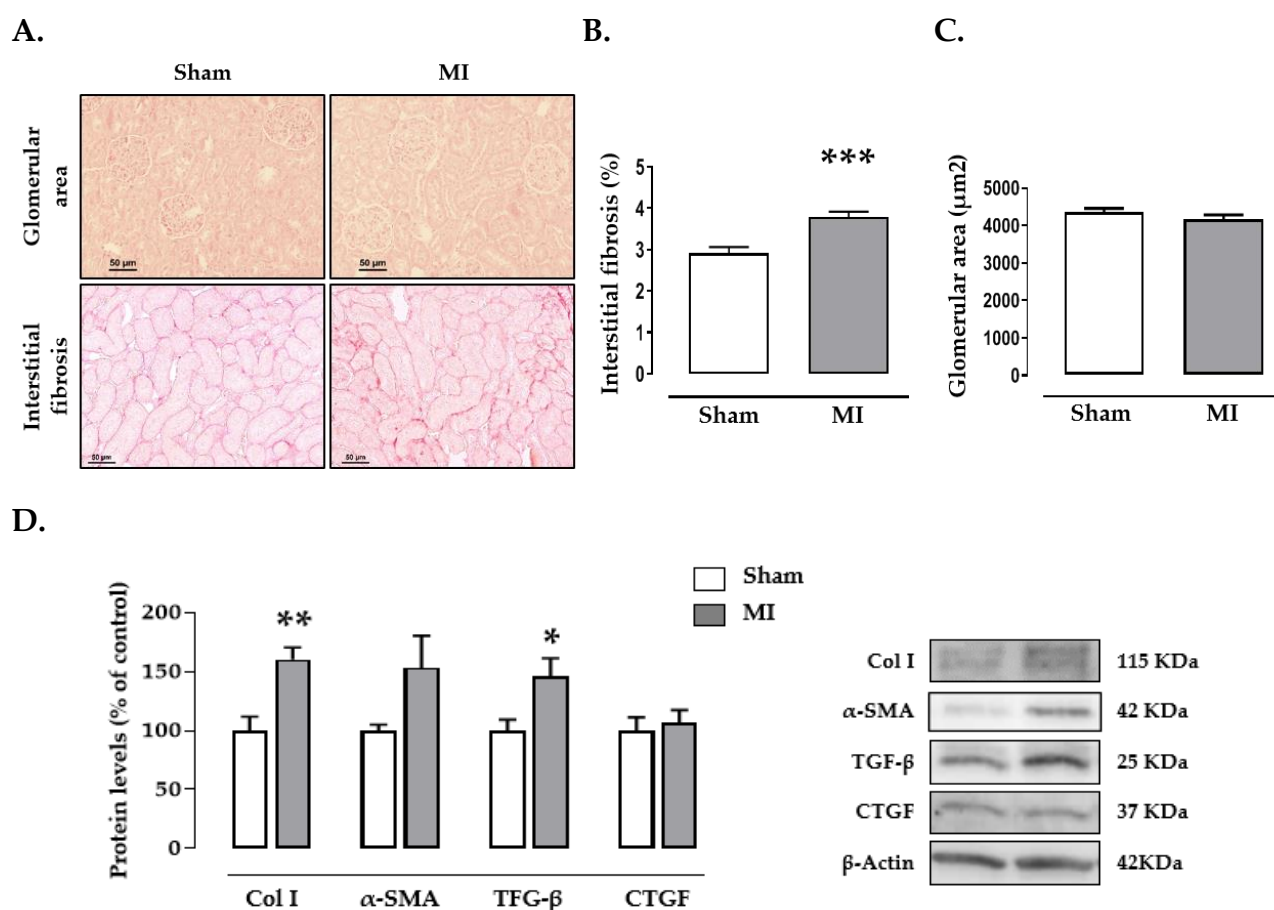 A.
B.
C.
Sham
MI
Glomerular
area
50 µm
50 µm
Interstitial
fibrosis
50 µm
50 µm
Interstitial fibrosis (%)
5
4
3
2
1
0
***
Sham
MI
Glomerular area (µm2)
5000
4000
3000
2000
1000
0
Sham
MI
D.
Protein levels (% of control)
200
150
100
50
0
**
*
Col I
α-SMA
TFG-β
CTGF
Sham
MI
Col I 115 KDa
α-SMA 42 KDa
TGF-β 25 KDa
CTGF 37 KDa
β-Actin 42KDa